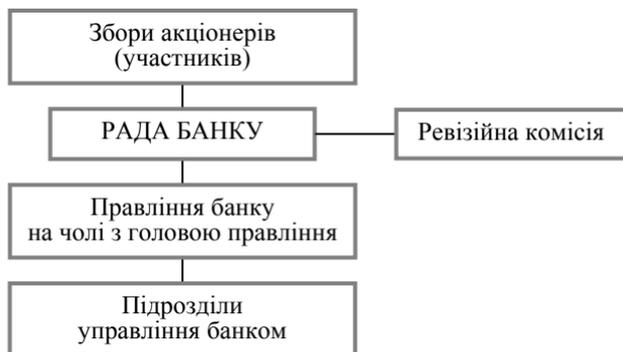 Збори акціонерів
(участників)
РАДА БАНКУ
Ревізійна комісія
Правління банку
на чолі з головою правління
Підрозділи
управління банком